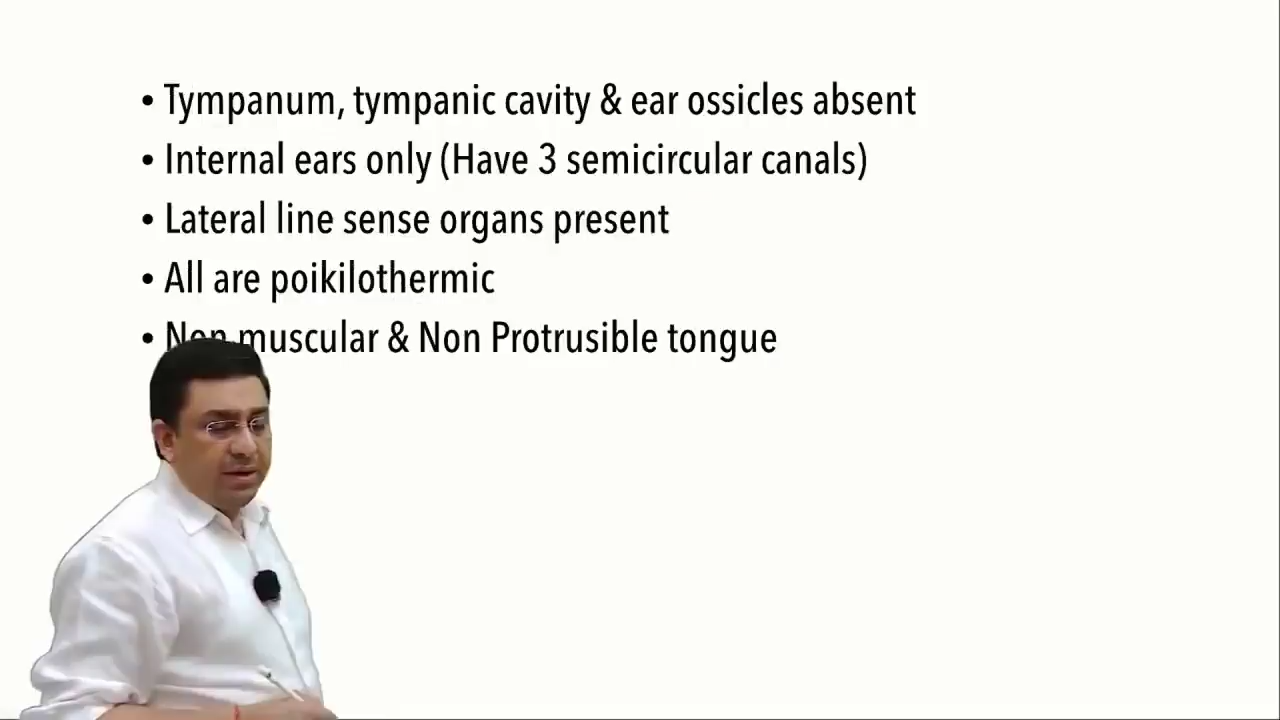 • Tympanum, tympanic cavity & ear ossicles absent
• Internal ears only (Have 3 semicircular canals)
• Lateral line sense organs present
• All are poikilothermic
• Non muscular & Non Protrusible tongue